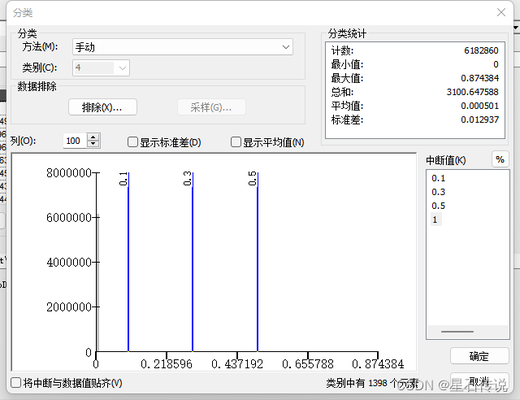 分类
分类
方法(M):
手动
类别(C):
4
数据排除
排除(X)...
采样(G)...
分类统计
计数: 6182860
最小值: 0
最大值: 0.874384
总和: 3100.647588
平均值: 0.000501
标准差: 0.012937
列(O):
100
显示标准差(D)
显示平均值(N)
中断值(K)
%
0.1
0.3
0.5
1
8000000
6000000
4000000
2000000
0
0.1
0.3
0.5
0
0.218596
0.437192
0.655788
0.874384
确定
取消
将中断与数据值贴齐(V)
类别中有 1398 个元素
CSDN @星石传说